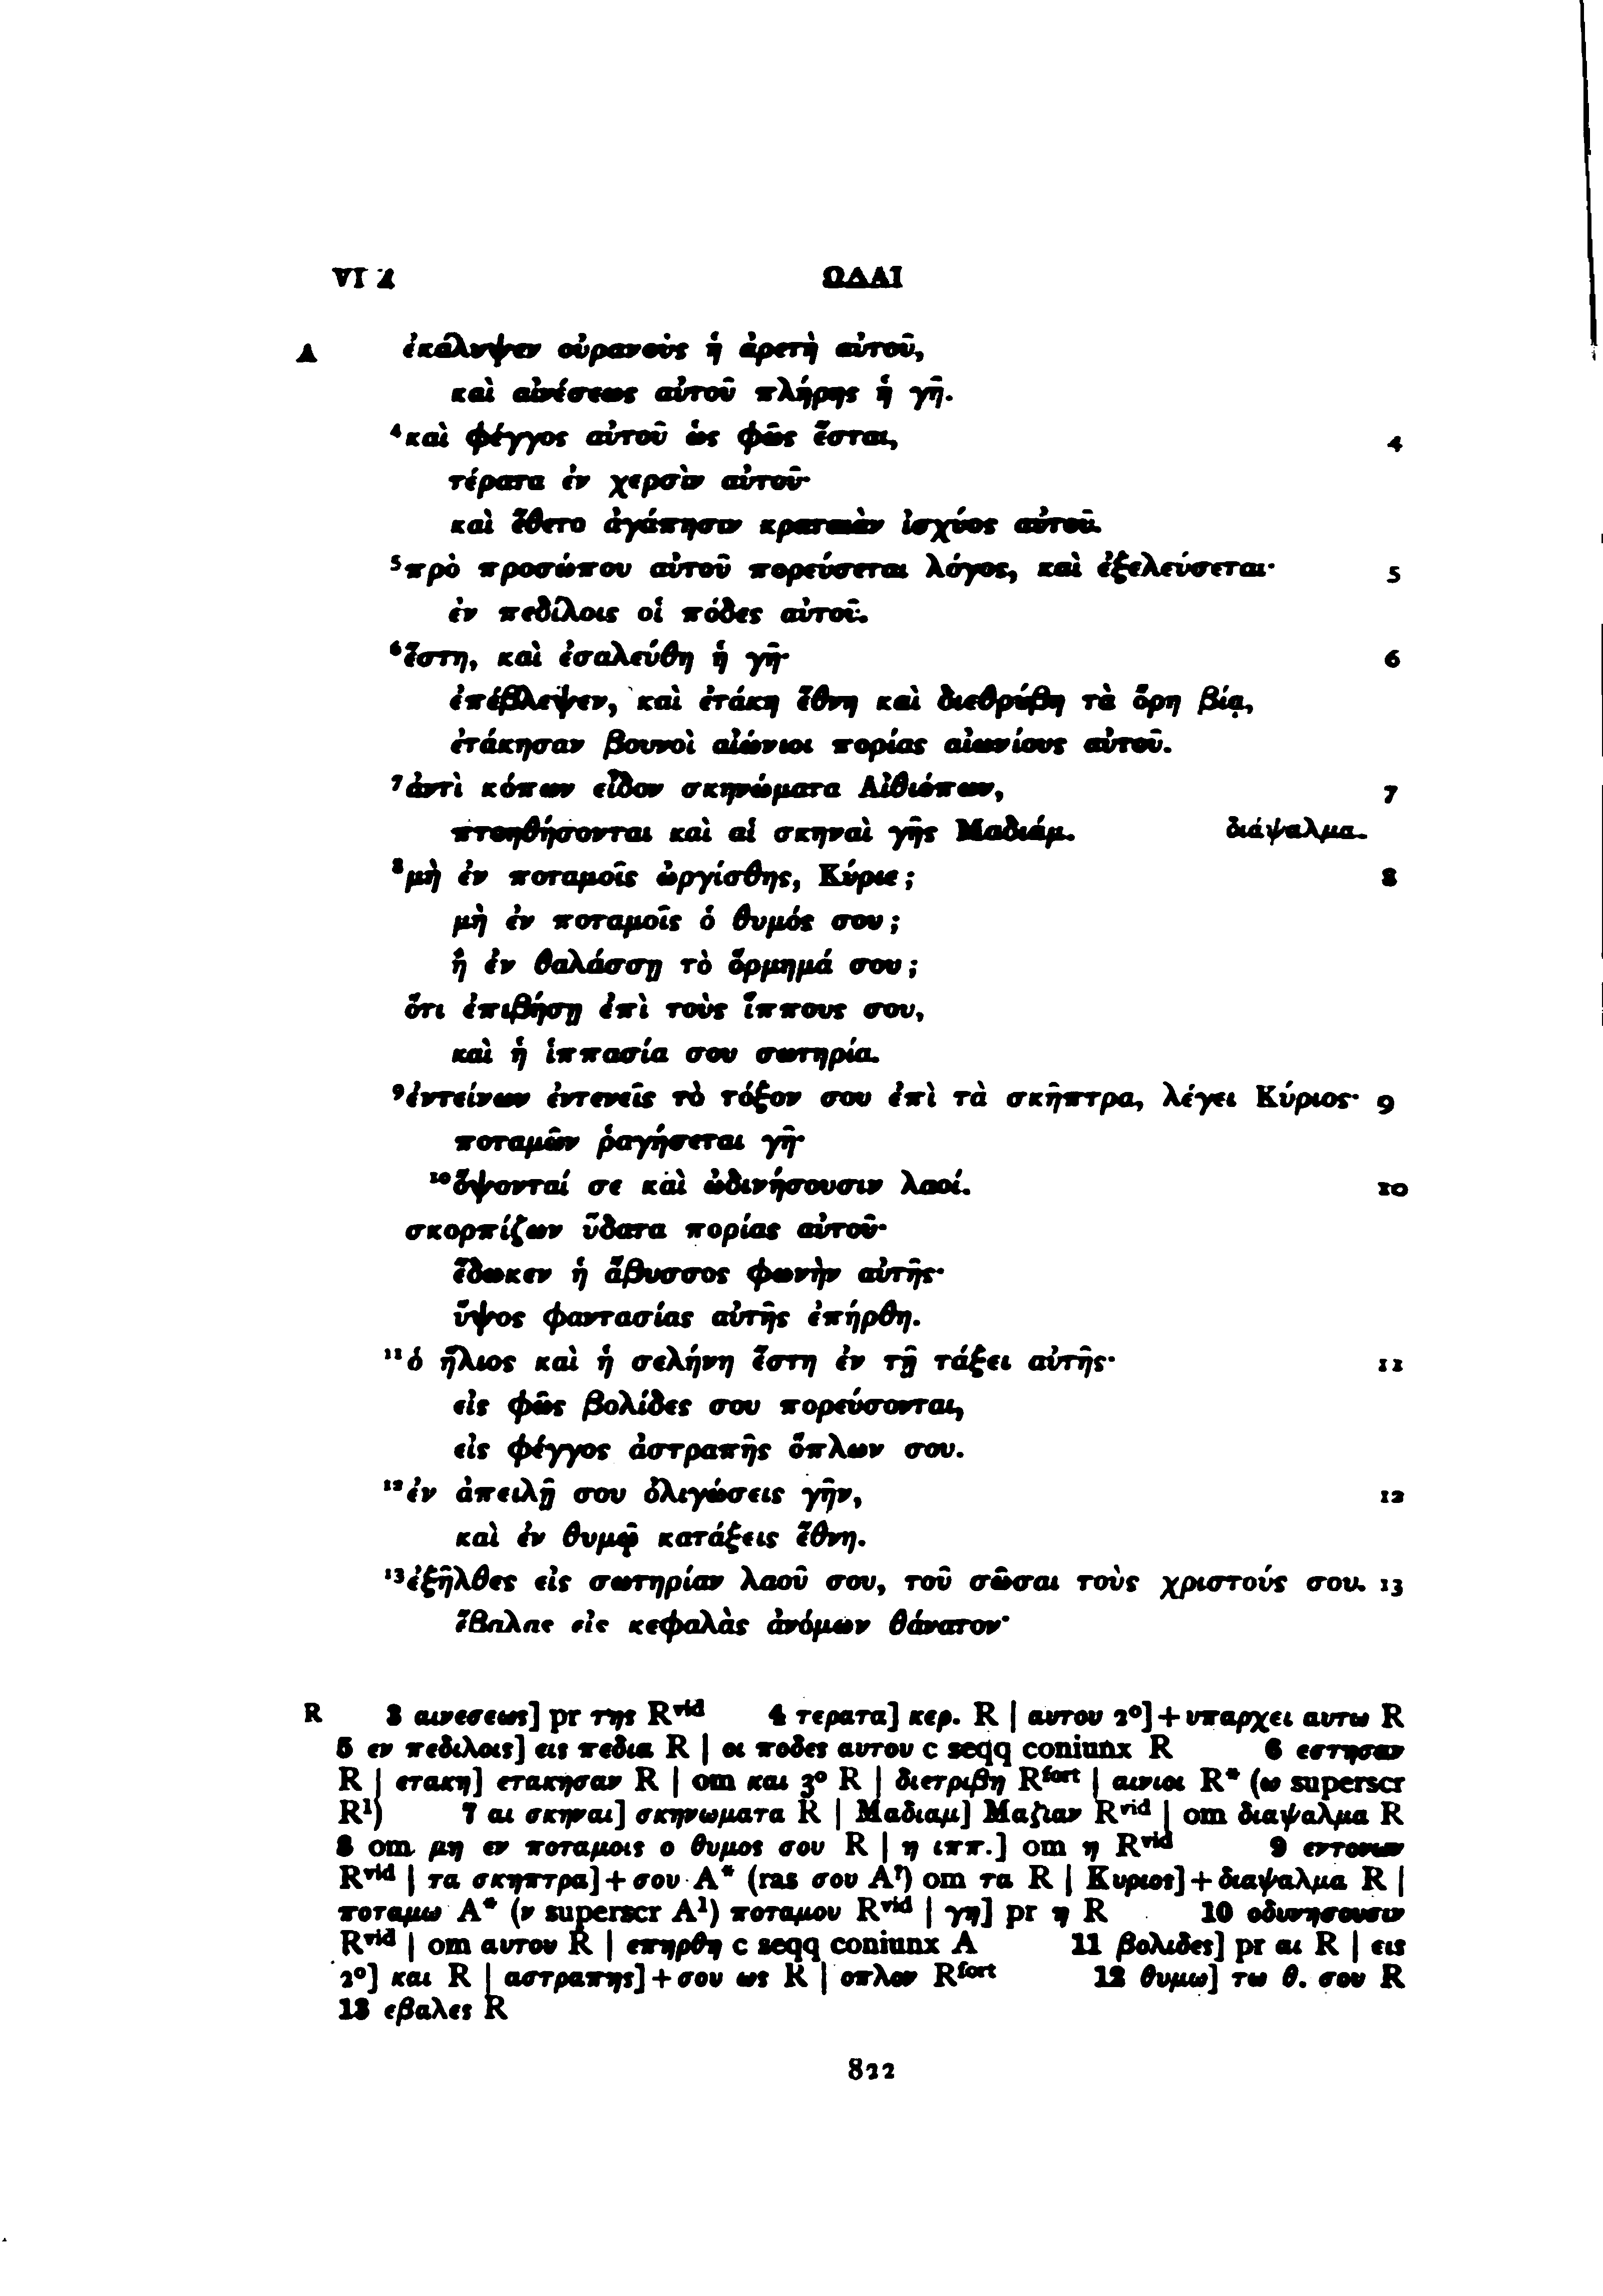 VI 4 ΩΔΑΙ
A ἐκάλυψεν οὐρανοὺς ἡ ἀρετὴ αὐτοῦ,
καὶ αἰνέσεως αὐτοῦ πλήρης ἡ γῆ.
⁴καὶ φέγγος αὐτοῦ ὡς φῶς ἔσται, 4
τέρατα ἐν χερσὶν αὐτοῦ·
καὶ ἔθετο ἀγάπησιν κραταιὰν ἰσχύος αὐτοῦ.
⁵πρὸ προσώπου αὐτοῦ πορεύσεται λόγος, καὶ ἐξελεύσεται· 5
ἐν πεδίλοις οἱ πόδες αὐτοῦ.
⁶ἔστη, καὶ ἐσαλεύθη ἡ γῆ· 6
ἐπέβλεψεν, καὶ ἐτάκη ἔθνη καὶ διεθρύβη τὰ ὄρη βίᾳ,
ἐτάκησαν βουνοὶ αἰώνιοι πορίας αἰωνίους αὐτοῦ.
⁷ἀντὶ κόπων εἶδον σκηνώματα Αἰθιόπων, 7
πτοηθήσονται καὶ αἱ σκηναὶ γῆς Μαδιάμ. διάψαλμα.
⁸μὴ ἐν ποταμοῖς ὠργίσθης, Κύριε; 8
μὴ ἐν ποταμοῖς ὁ θυμός σου;
ἢ ἐν θαλάσσῃ τὸ ὅρμημά σου;
ὅτι ἐπιβήσῃ ἐπὶ τοὺς ἵππους σου,
καὶ ἡ ἱππασία σου σωτηρία.
⁹ἐντείνων ἐντενεῖς τὸ τόξον σου ἐπὶ τὰ σκῆπτρα, λέγει Κύριος· 9
ποταμῶν ῥαγήσεται γῆ·
¹⁰ὄψονταί σε καὶ ὠδινήσουσιν λαοί. 10
σκορπίζων ὕδατα πορίας αὐτοῦ·
ἔδωκεν ἡ ἄβυσσος φωνὴν αὐτῆς·
ὕψος φαντασίας αὐτῆς ἐπήρθη.
¹¹ὁ ἥλιος καὶ ἡ σελήνη ἔστη ἐν τῇ τάξει αὐτῆς· 11
εἰς φῶς βολίδες σου πορεύσονται,
εἰς φέγγος ἀστραπῆς ὅπλων σου.
¹²ἐν ἀπειλῇ σου ὀλιγώσεις γῆν, 12
καὶ ἐν θυμῷ κατάξεις ἔθνη.
¹³ἐξῆλθες εἰς σωτηρίαν λαοῦ σου, τοῦ σῶσαι τοὺς χριστούς σου. 13
ἔβαλας εἰς κεφαλὰς ἀνόμων θάνατον·
R 3 αινεσεως] pr της Rvid 4 τερατα] κερ. R | αυτου 2º]+υπαρχει αυτω R
5 εν πεδιλοις] εις πεδια R | οι ποδες αυτου c seqq coniunx R 6 εστησαν
R | ετακη] ετακησαν R | om και 3º R | διετριβη Rfort | αινιοι R* (ω superscr
R¹) 7 αι σκηναι] σκηνωματα R | Μαδιαμ] Μαζιαν Rvid | om διαψαλμα R
8 om μη εν ποταμοις ο θυμος σου R | η ιππ.] om η Rvid 9 εντονων
Rvid | τα σκηπτρα]+σου A* (ras σου A?) om τα R | Κυριος]+διαψαλμα R |
ποταμω A* (ν superscr A¹) ποταμου Rvid | γη] pr η R 10 οδυνησουσιν
Rvid | om αυτου R | επηρθη c seqq coniunx A 11 βολιδες] pr αι R | εις
2º] και R | αστραπης]+σου ως R | οπλον Rfort 12 θυμω] τω θ. σου R
13 εβαλες R
822